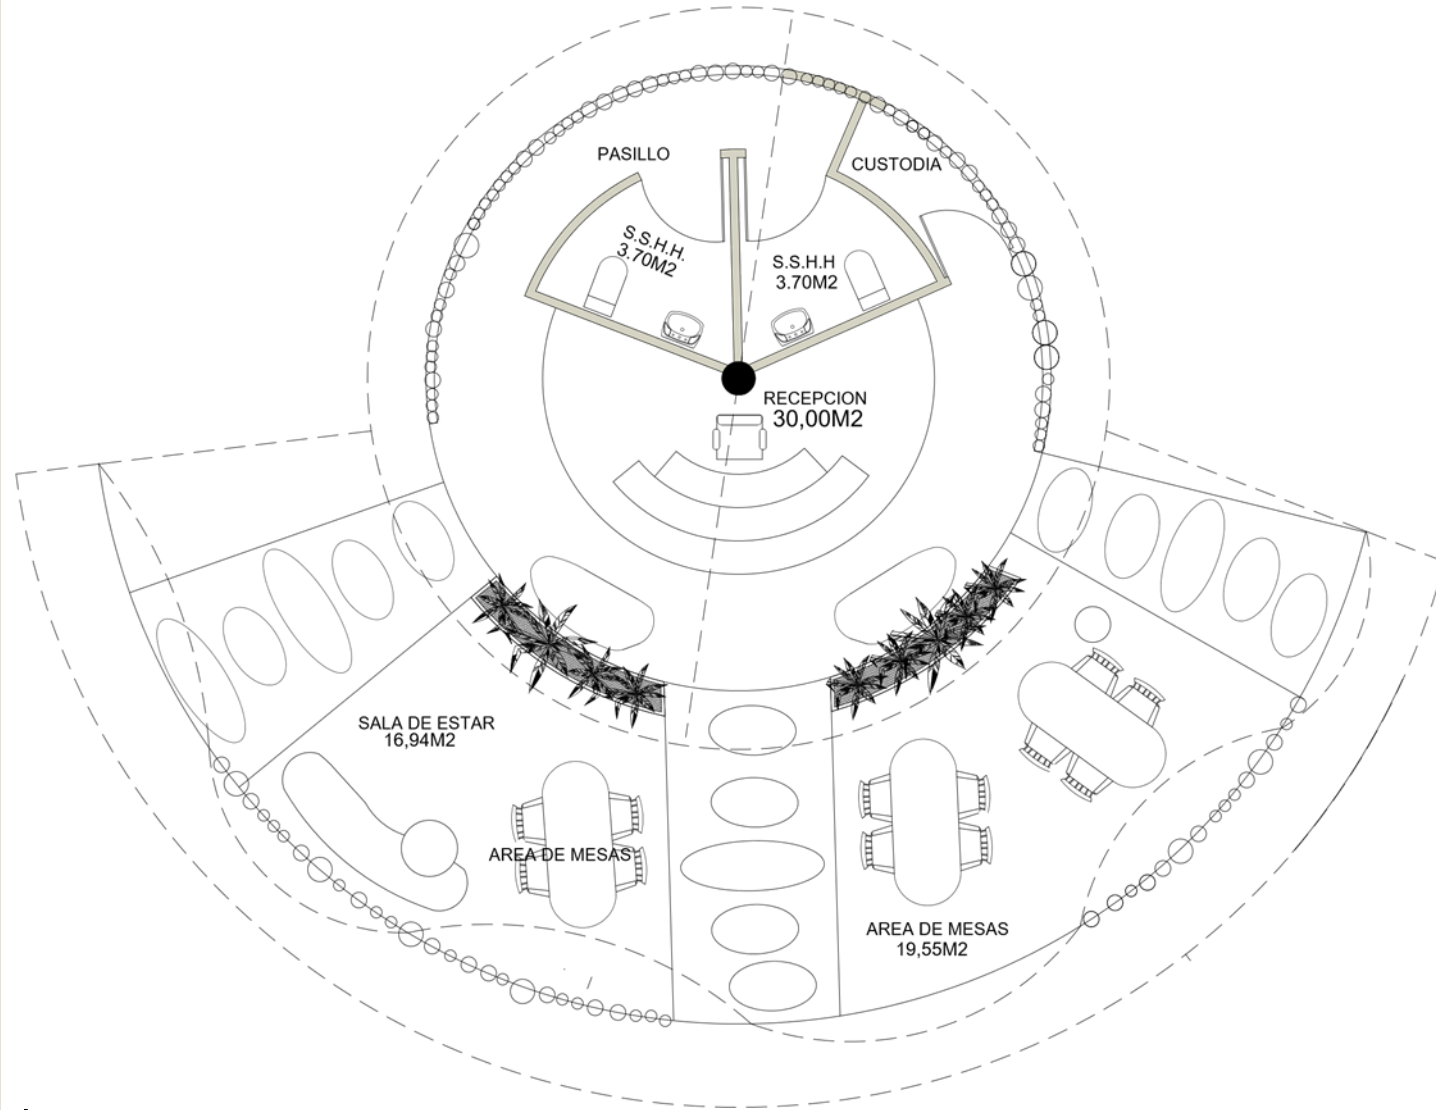 PASILLO
CUSTODIA
S.S.H.H.
3.70M2
S.S.H.H
3.70M2
RECEPCION
30,00M2
SALA DE ESTAR
16,94M2
AREA DE MESAS
AREA DE MESAS
19,55M2